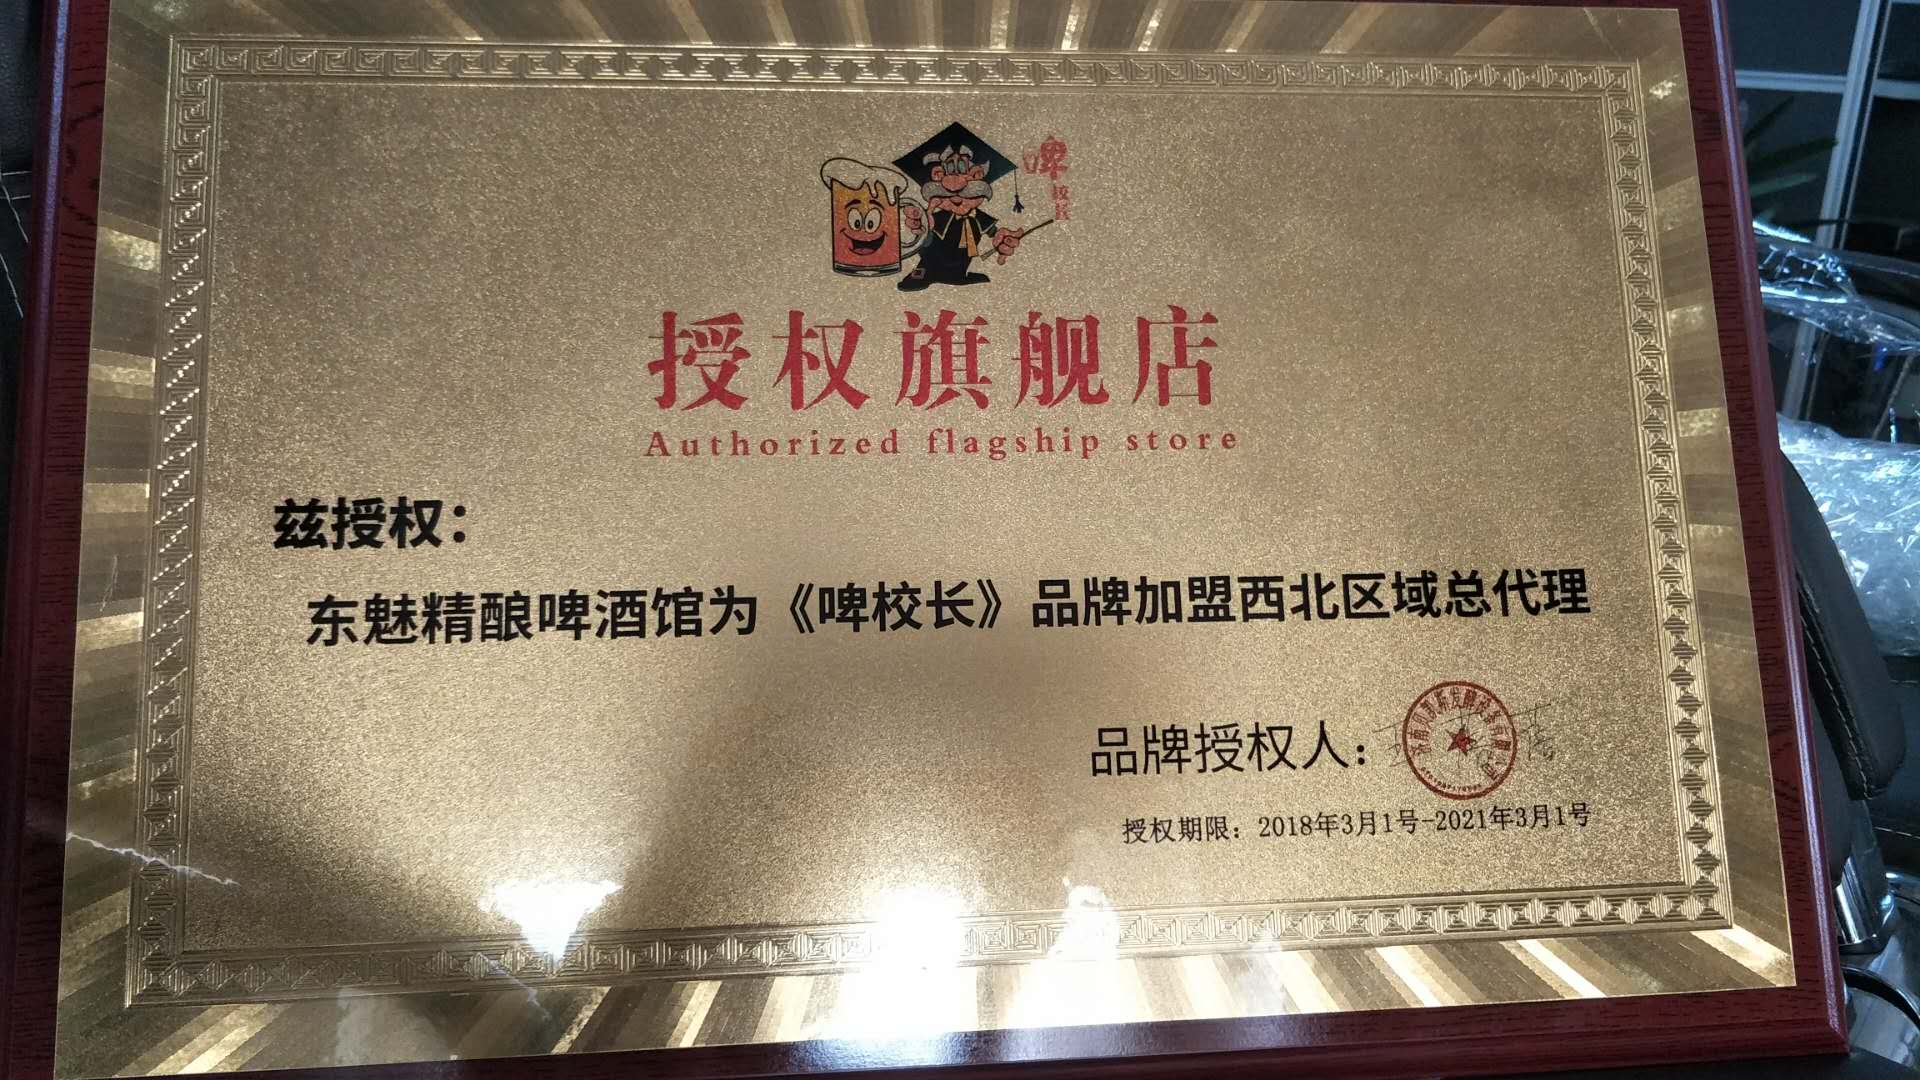 啤
校长
授权旗舰店
Authorized flagship store
兹授权：
东魅精酿啤酒馆为《啤校长》品牌加盟西北区域总代理
品牌授权人：
授权期限：2018年3月1号-2021年3月1号